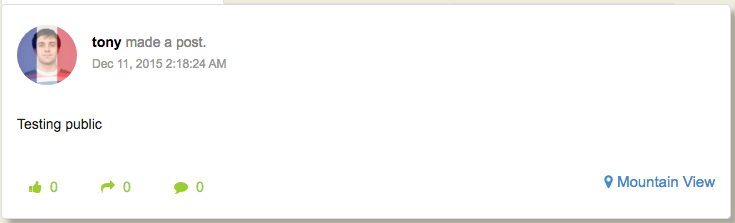 tony made a post.
Dec 11, 2015 2:18:24 AM
Testing public
0 0 0 Mountain View